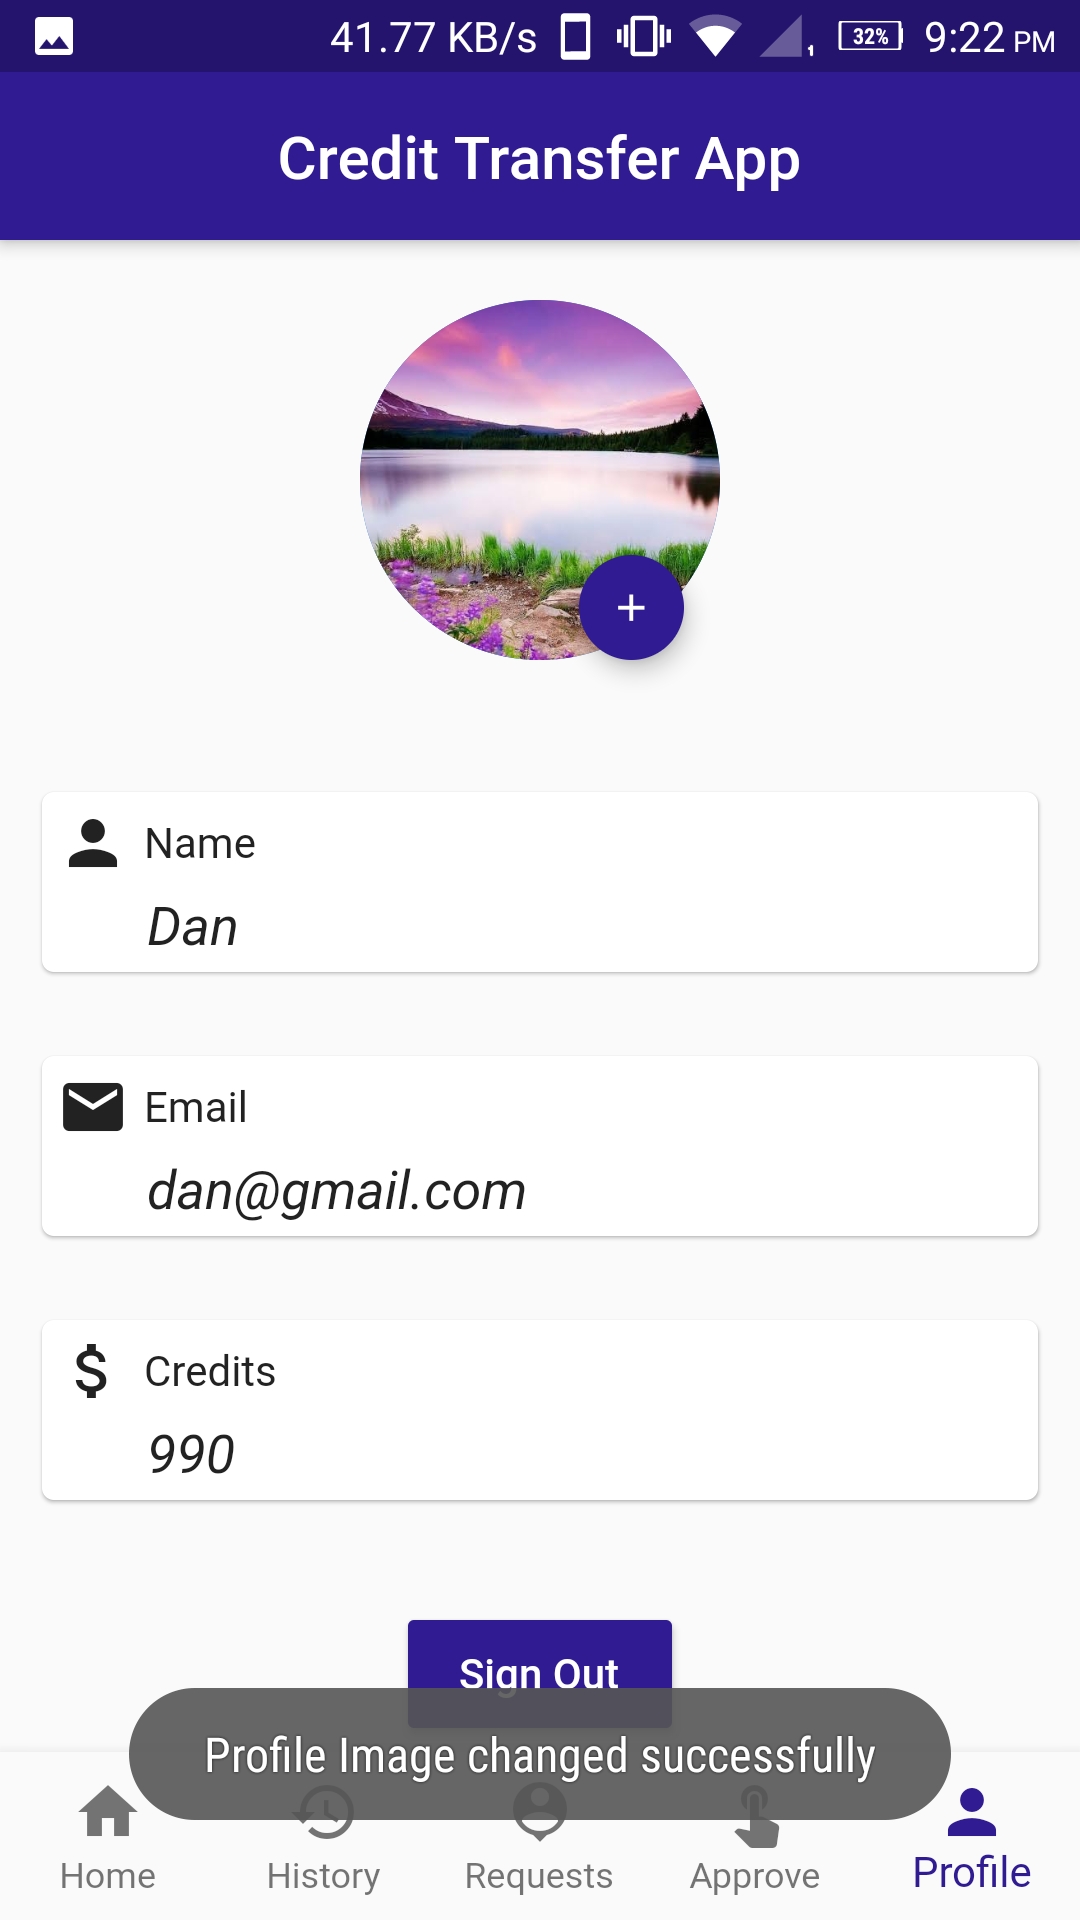 41.77 KB/s 1 32% 9:22 PM
Credit Transfer App
Name
Dan
Email
dan@gmail.com
Credits
990
Sign Out
Profile Image changed successfully
Home History Requests Approve Profile